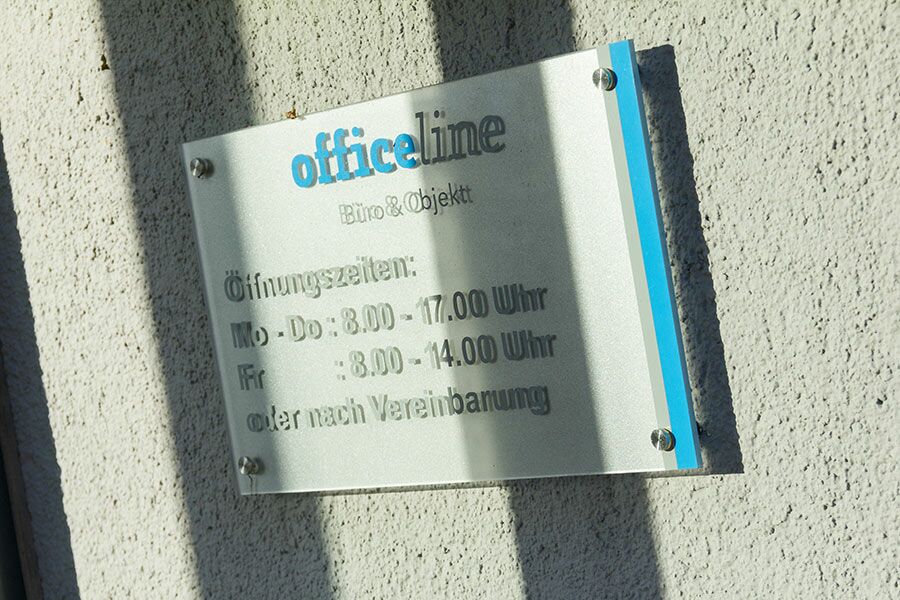 officeline
Büro & Objekt
Öffnungszeiten:
Mo - Do : 8.00 - 17.00 Uhr
Fr : 8.00 - 14.00 Uhr
oder nach Vereinbarung